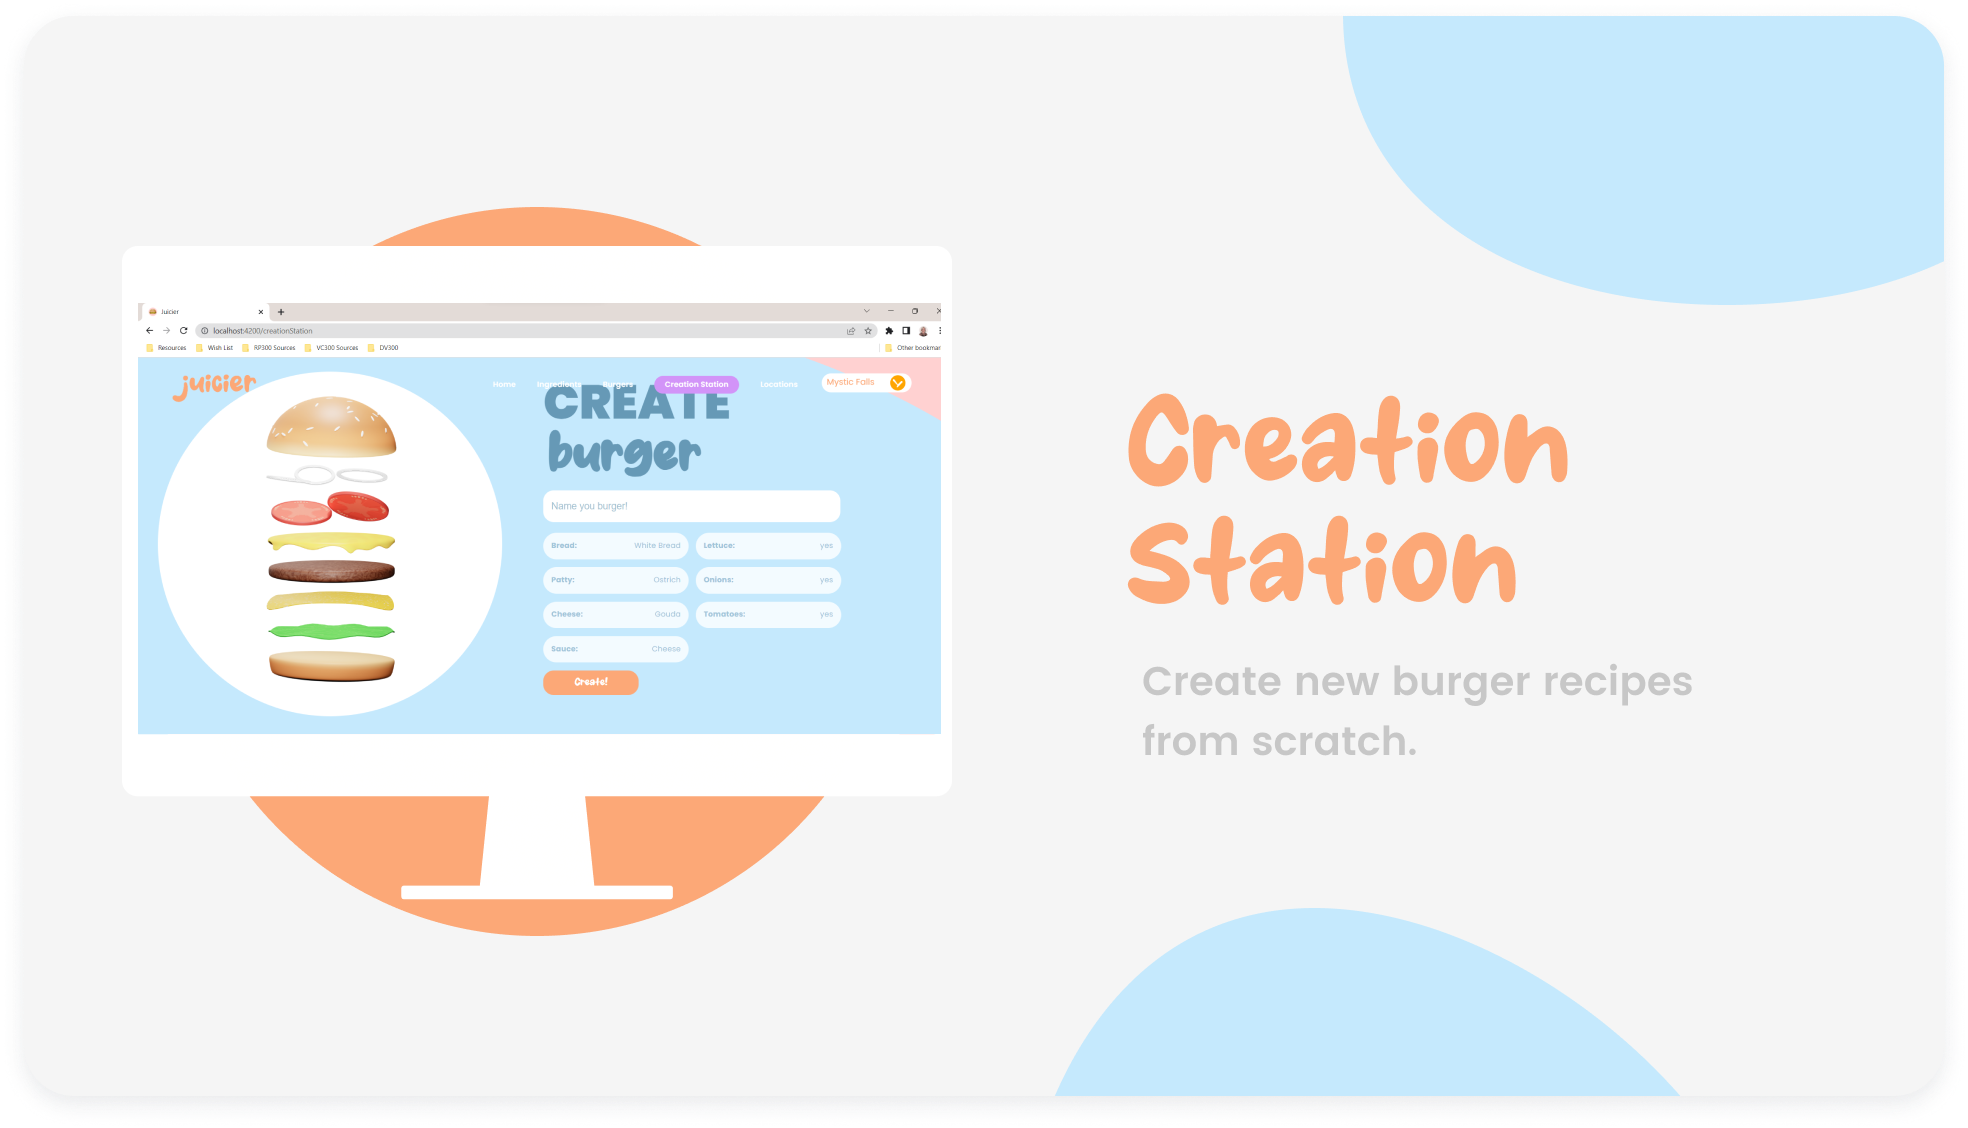 Juicier
localhost:4200/creationStation
Resources Wish List RP300 Sources VC300 Sources DV300 Other bookmar
juicier
Home Ingredients Burgers Creation Station Locations Mystic Falls
CREATE
burger
Name you burger!
Bread: White Bread Lettuce: yes
Patty: Ostrich Onions: yes
Cheese: Gouda Tomatoes: yes
Sauce: Cheese
Create!
Creation
Station
Create new burger recipes
from scratch.